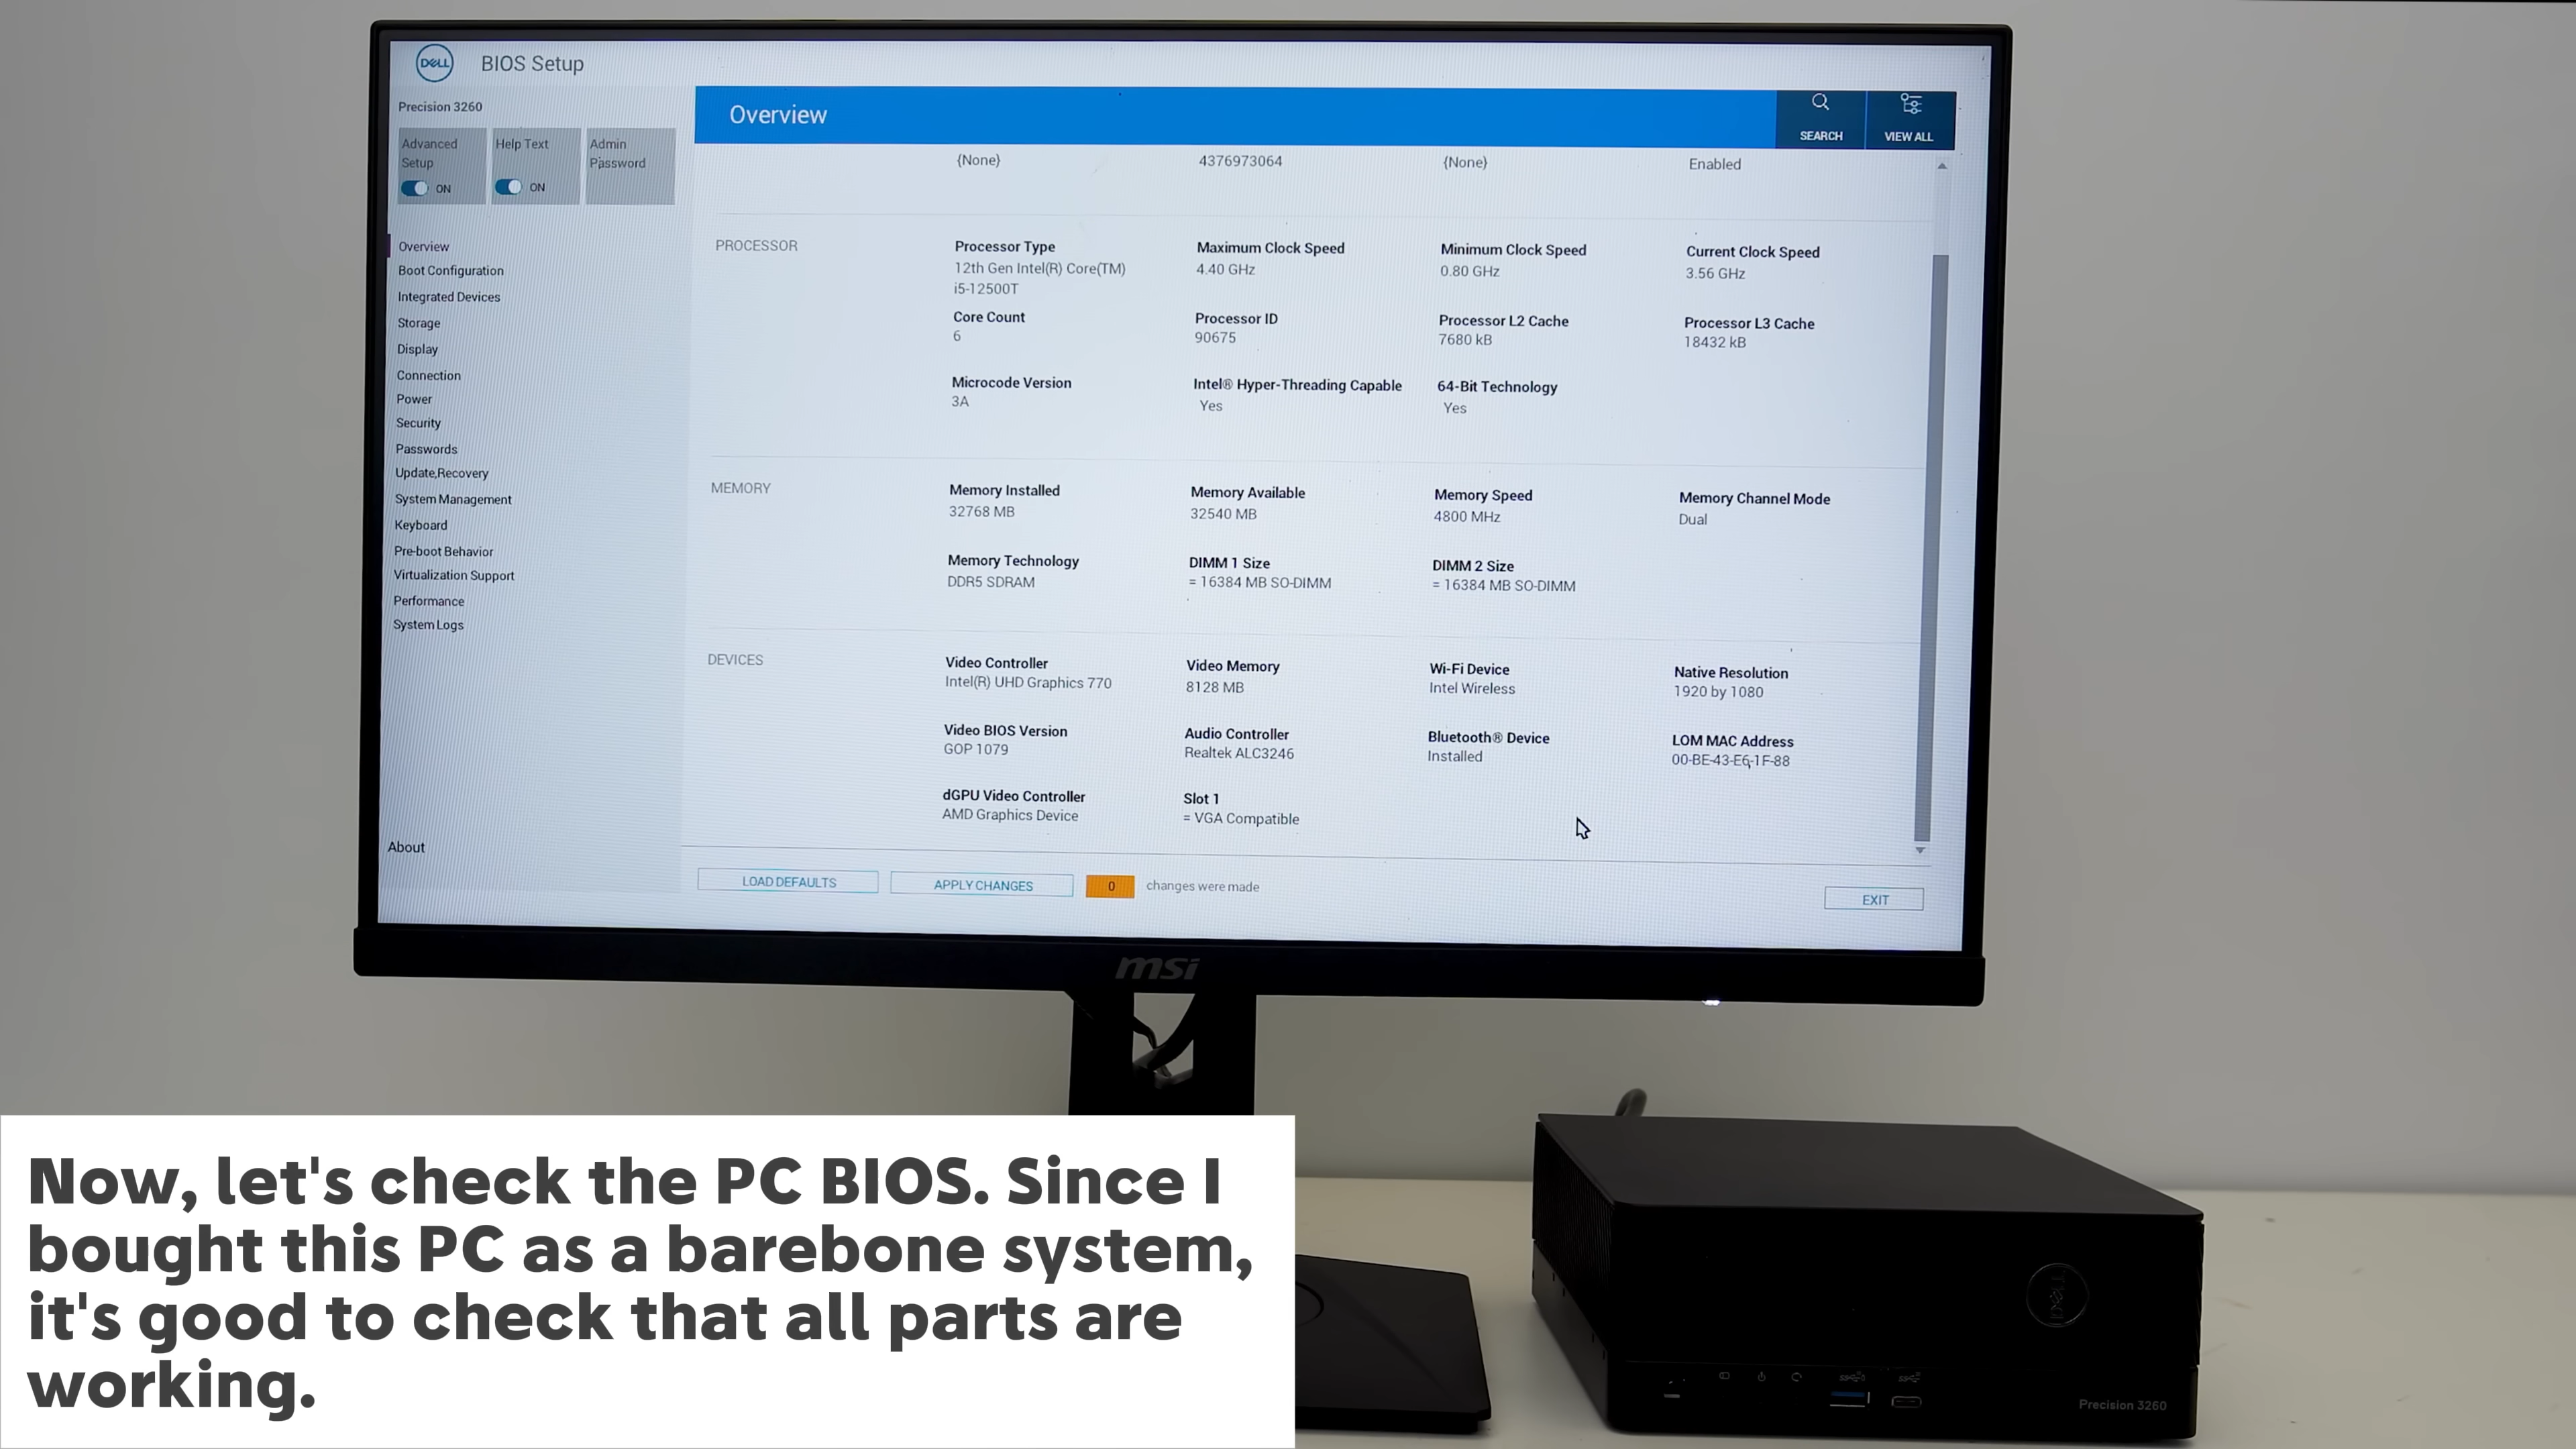 DELL
BIOS Setup
Precision 3260
Advanced Setup
ON
Help Text
ON
Admin Password
Overview
Boot Configuration
Integrated Devices
Storage
Display
Connection
Power
Security
Passwords
Update,Recovery
System Management
Keyboard
Pre-boot Behavior
Virtualization Support
Performance
System Logs
About
Overview
SEARCH
VIEW ALL
{None} 4376973064 {None} Enabled
PROCESSOR
Processor Type Maximum Clock Speed Minimum Clock Speed Current Clock Speed
12th Gen Intel(R) Core(TM) 4.40 GHz 0.80 GHz 3.56 GHz
i5-12500T
Core Count Processor ID Processor L2 Cache Processor L3 Cache
6 90675 7680 kB 18432 kB
Microcode Version Intel® Hyper-Threading Capable 64-Bit Technology
3A Yes Yes
MEMORY
Memory Installed Memory Available Memory Speed Memory Channel Mode
32768 MB 32540 MB 4800 MHz Dual
Memory Technology DIMM 1 Size DIMM 2 Size
DDR5 SDRAM = 16384 MB SO-DIMM = 16384 MB SO-DIMM
DEVICES
Video Controller Video Memory Wi-Fi Device Native Resolution
Intel(R) UHD Graphics 770 8128 MB Intel Wireless 1920 by 1080
Video BIOS Version Audio Controller Bluetooth® Device LOM MAC Address
GOP 1079 Realtek ALC3246 Installed 00-BE-43-E6-1F-88
dGPU Video Controller Slot 1
AMD Graphics Device = VGA Compatible
LOAD DEFAULTS APPLY CHANGES 0 changes were made EXIT
msi
Now, let's check the PC BIOS. Since I
bought this PC as a barebone system,
it's good to check that all parts are
working.
DELL
Precision 3260